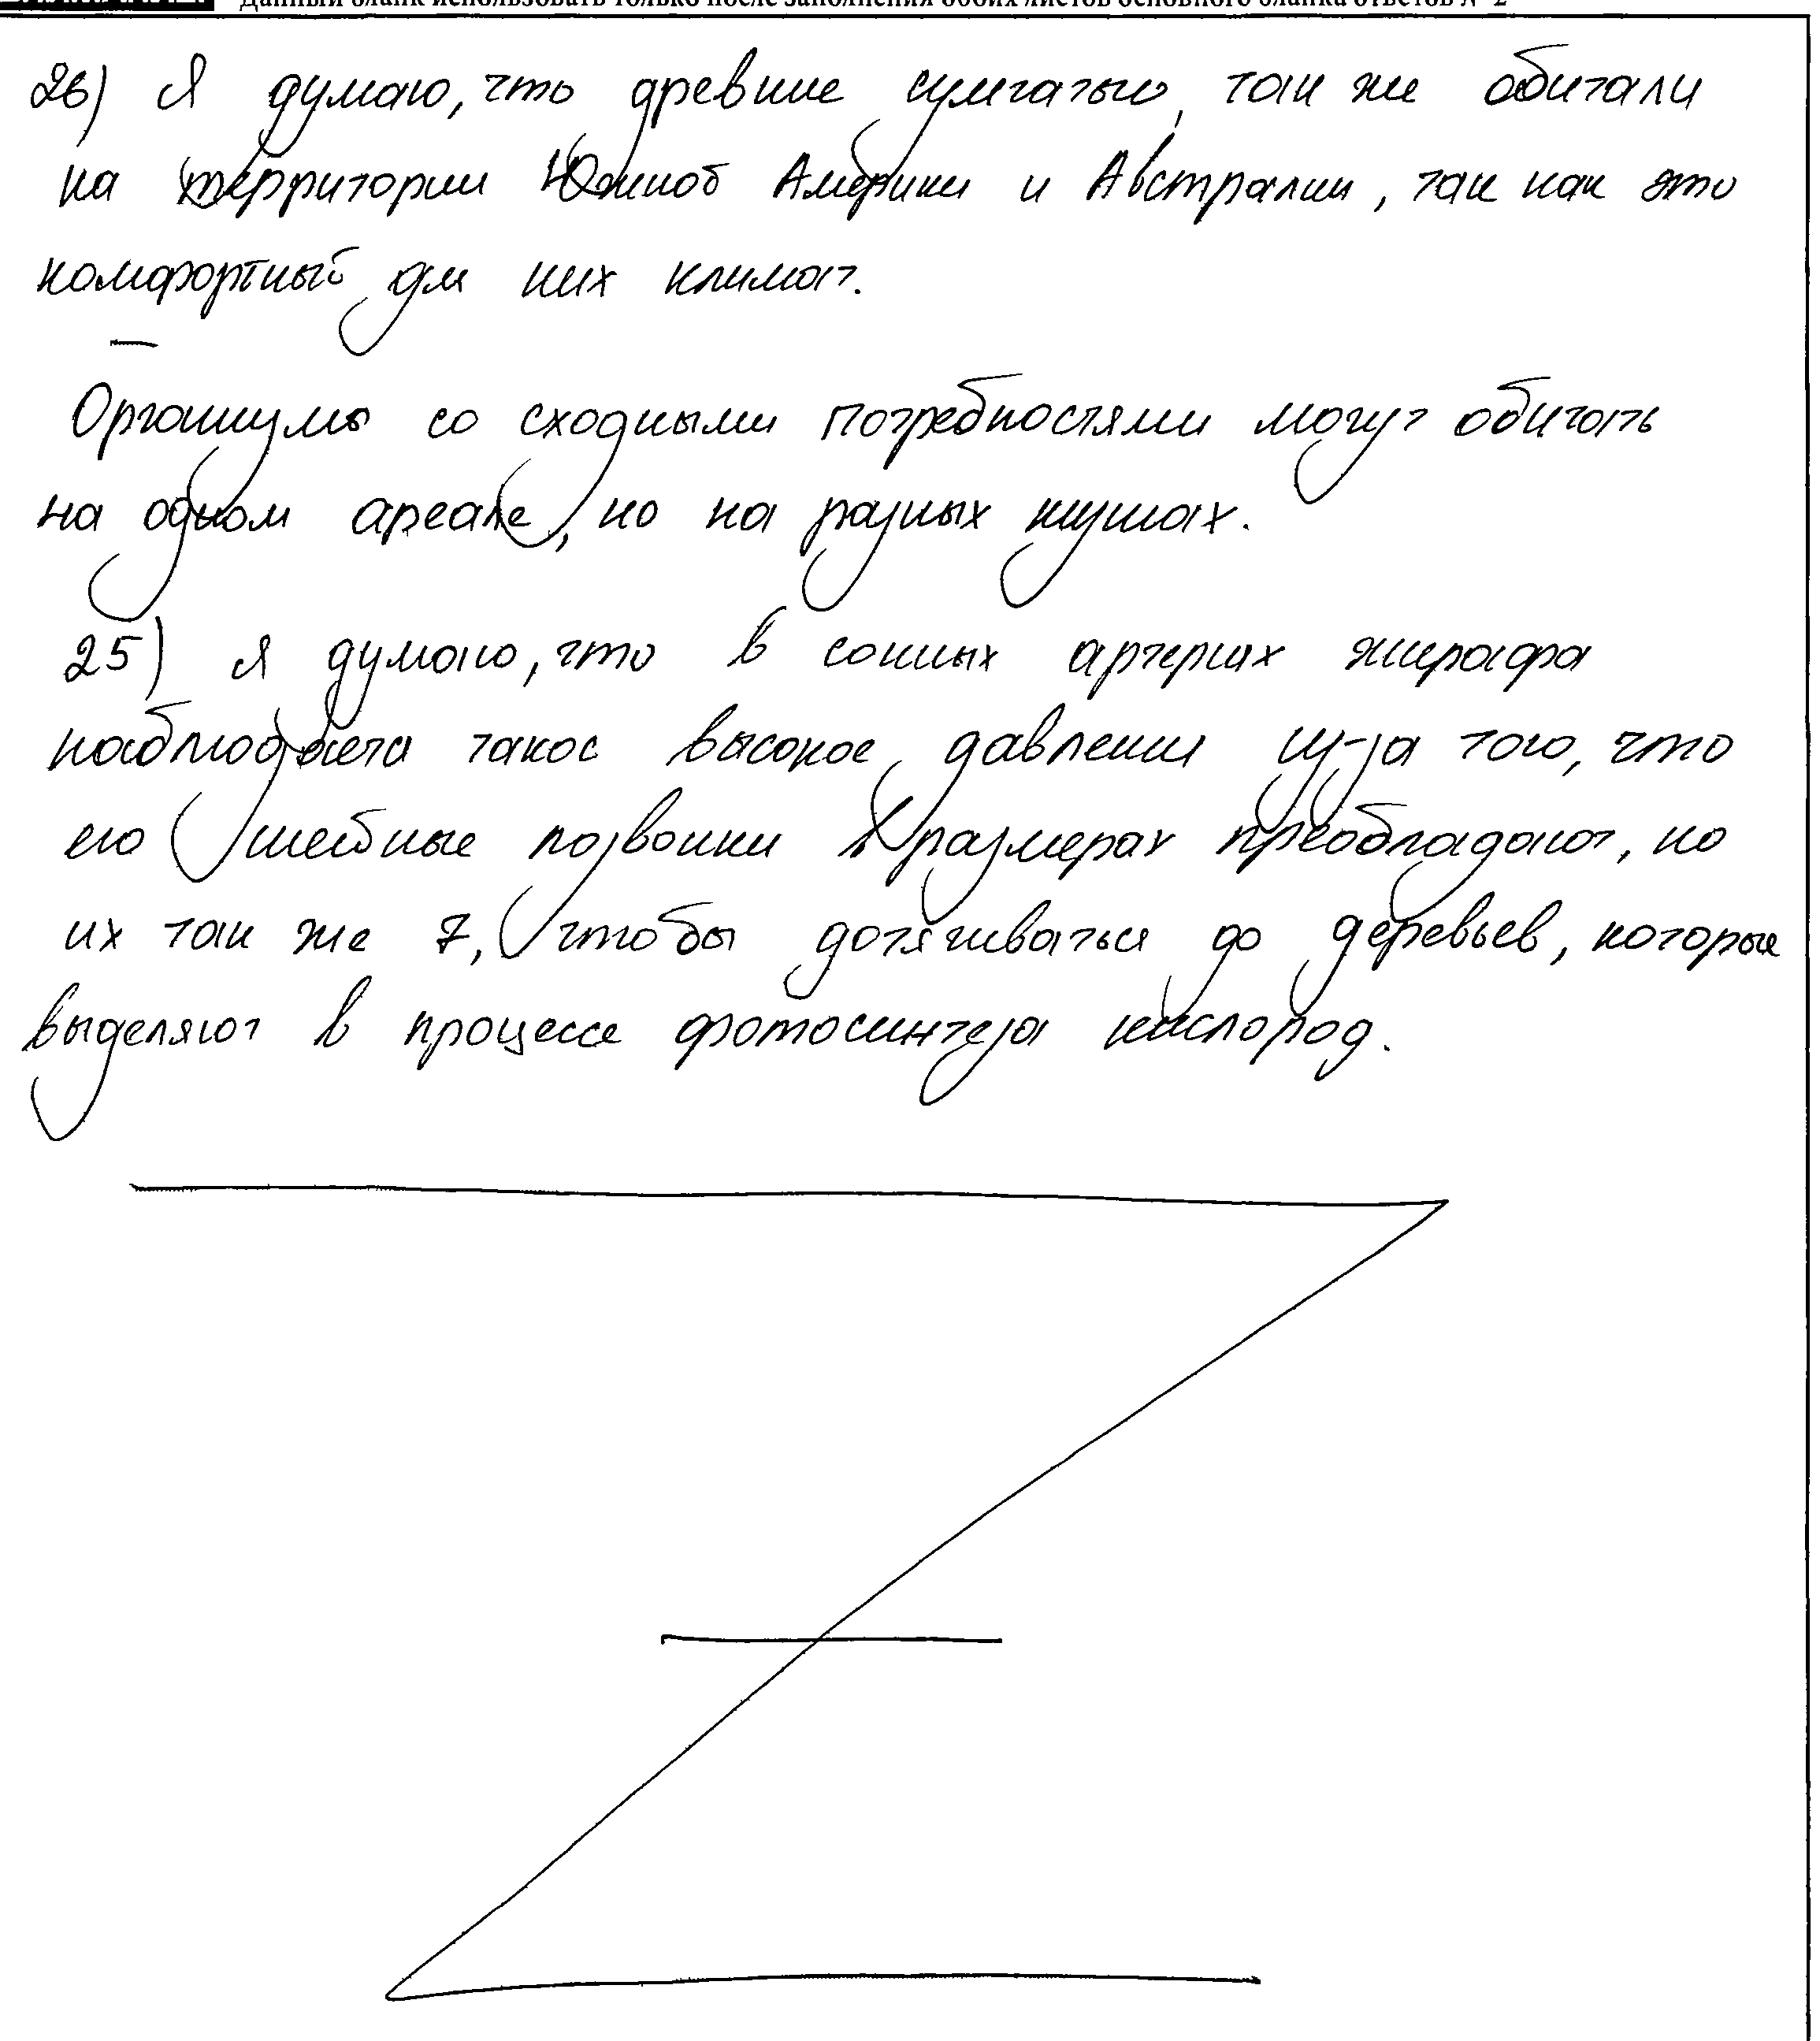 Данный бланк использовать только после заполнения обоих листов основного бланка ответов № 2
26) Я думаю, что древние сумчатые, так же обитали
на территории Южной Америки и Австралии, так как это
комфортный для них климат.
Организмы со сходными потребностями могут обитать
на одном ареале, но на разных нишах.
25) Я думаю, что в сонных артериях жирафа
наблюдается такое высокое давление из-за того, что
его шейные позвонки в размерах преобладают, но
их так же 7, чтобы дотягиваться до деревьев, которые
выделяют в процессе фотосинтеза кислород.